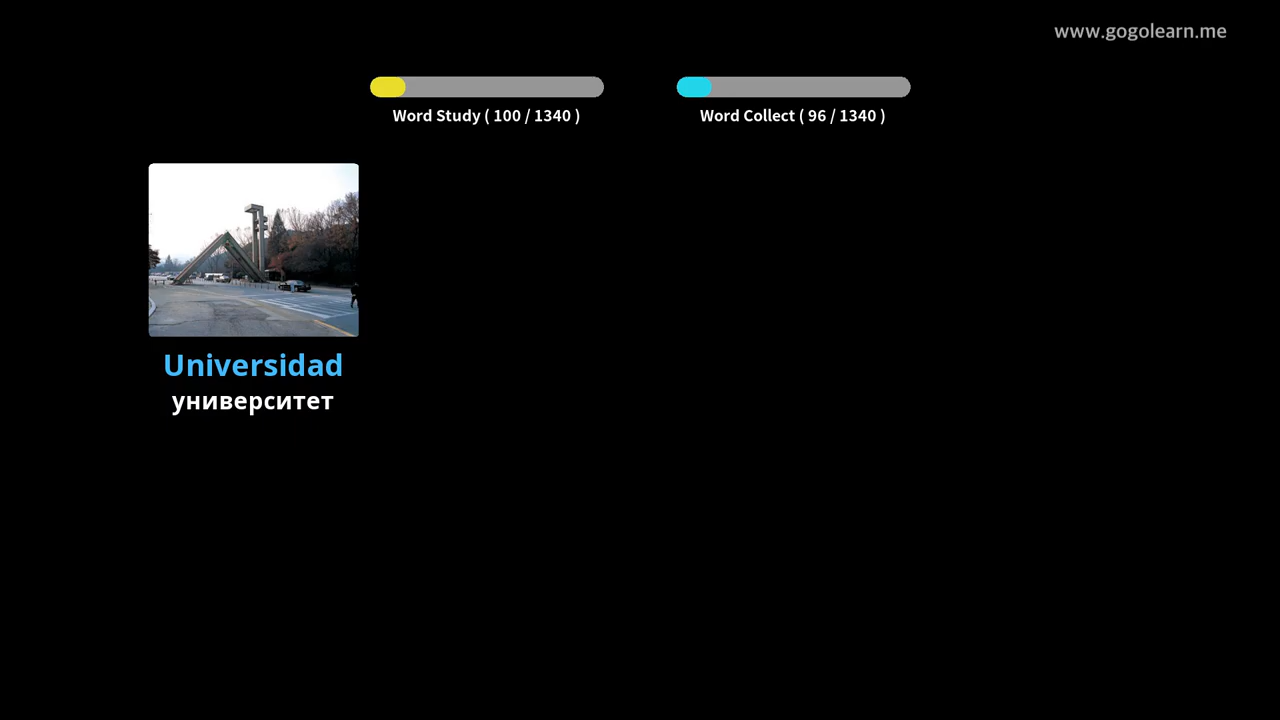 www.gogolearn.me
Word Study ( 100 / 1340 )
Word Collect ( 96 / 1340 )
Universidad
университет